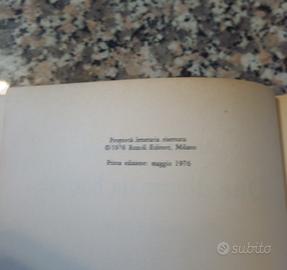 Proprietà letteraria riservata
©1976 Rizzoli Editore, Milano
Prima edizione: maggio 1976
subito